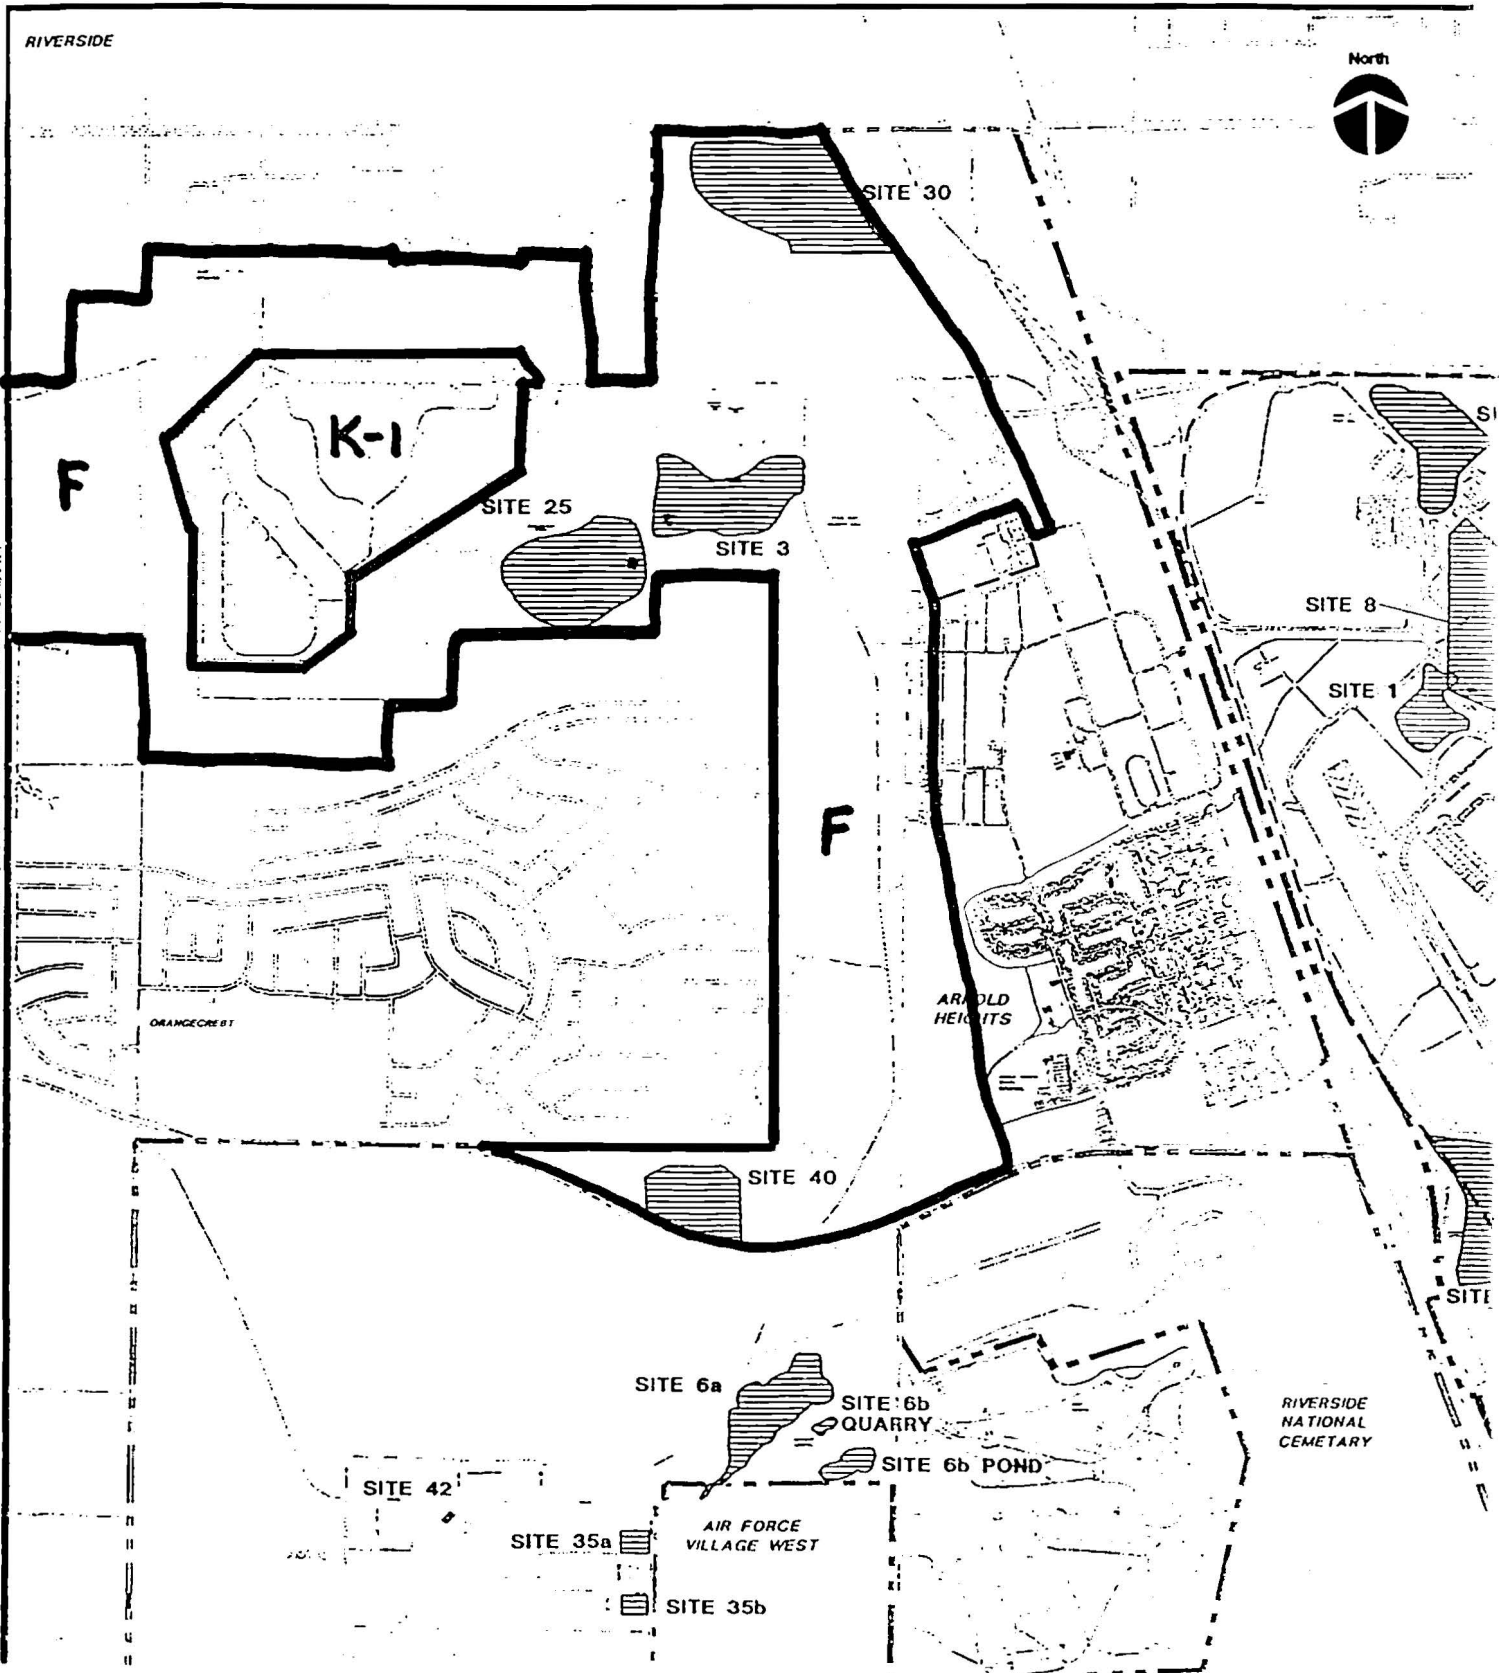 RIVERSIDE
North
SITE 30
K-1
F
SITE 25
SITE 3
SITE 8
SITE 1
F
ARNOLD
HEIGHTS
ORANGECREST
SITE 40
SITE
SITE 6a
SITE 6b
QUARRY
SITE 6b POND
RIVERSIDE
NATIONAL
CEMETARY
SITE 42
AIR FORCE
VILLAGE WEST
SITE 35a
SITE 35b